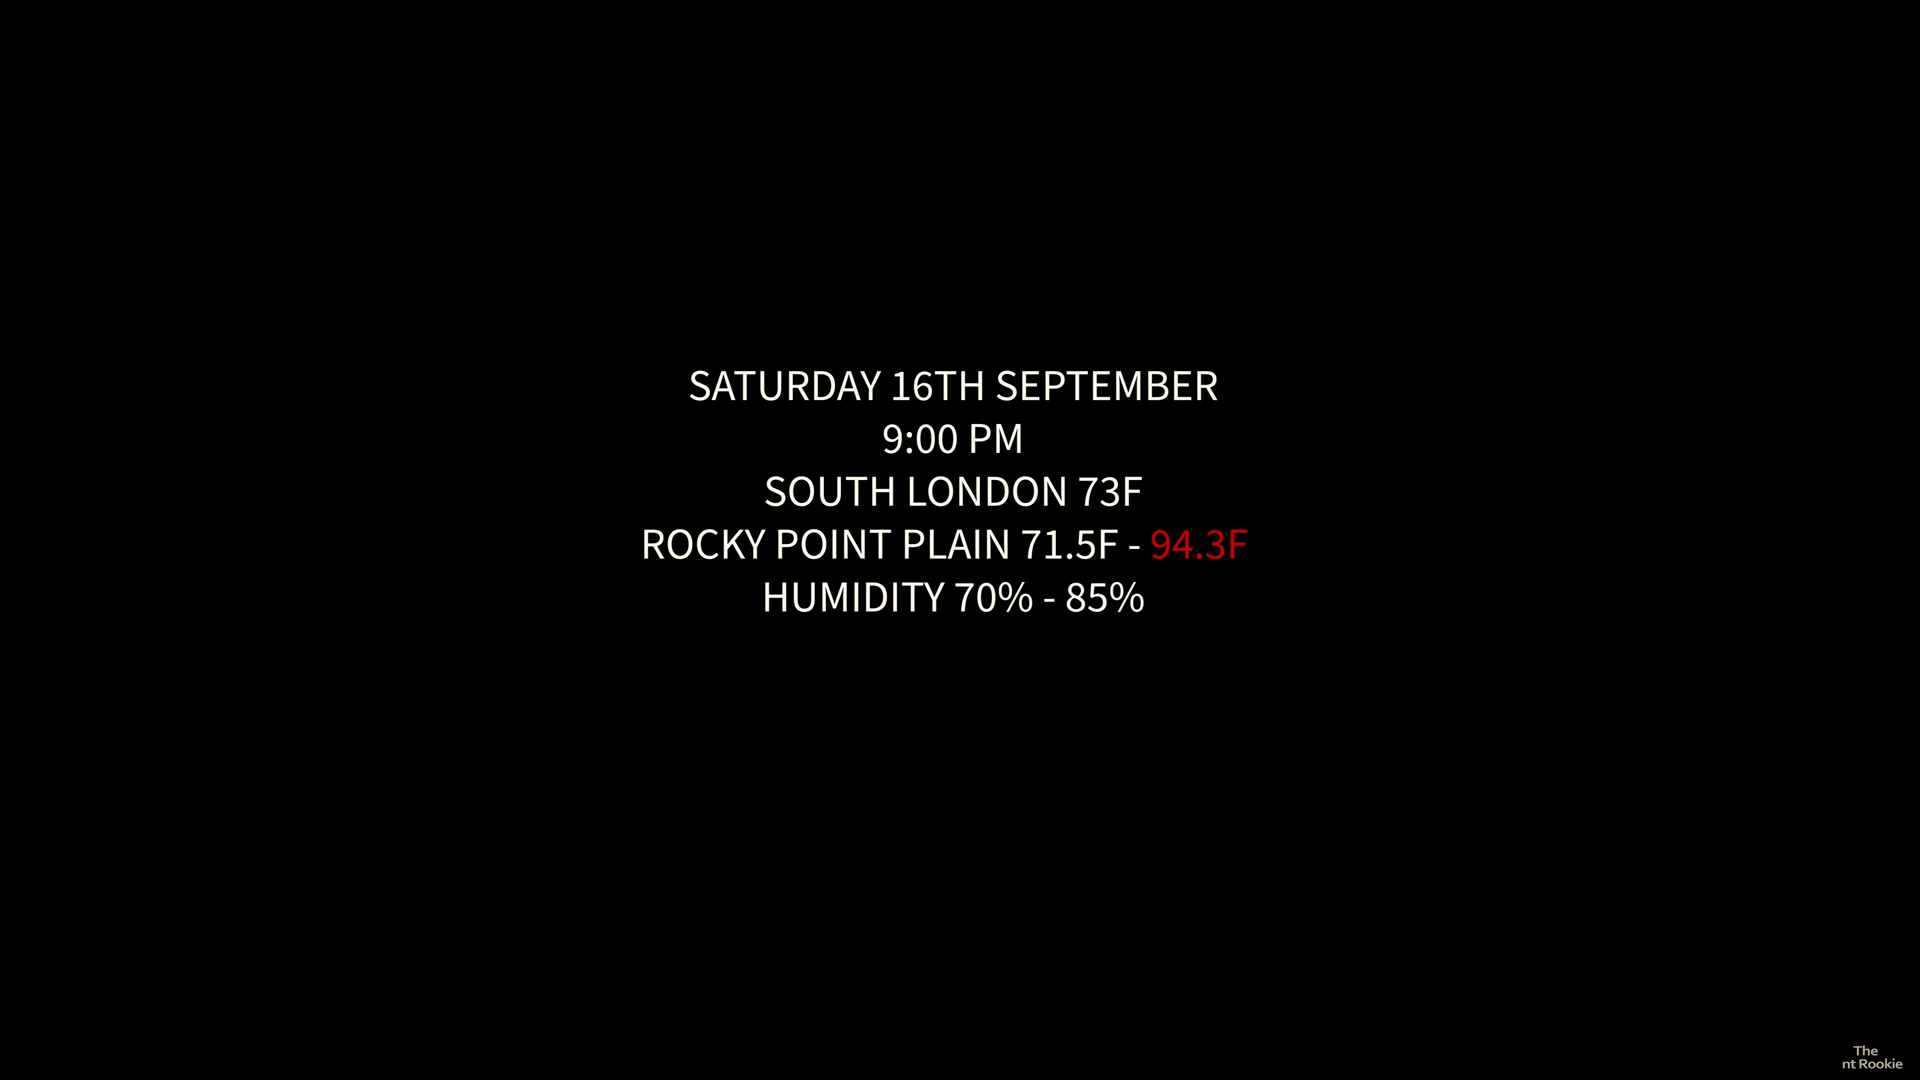 SATURDAY 16TH SEPTEMBER
9:00 PM
SOUTH LONDON 73F
ROCKY POINT PLAIN 71.5F - 94.3F
HUMIDITY 70% - 85%
The
nt Rookie